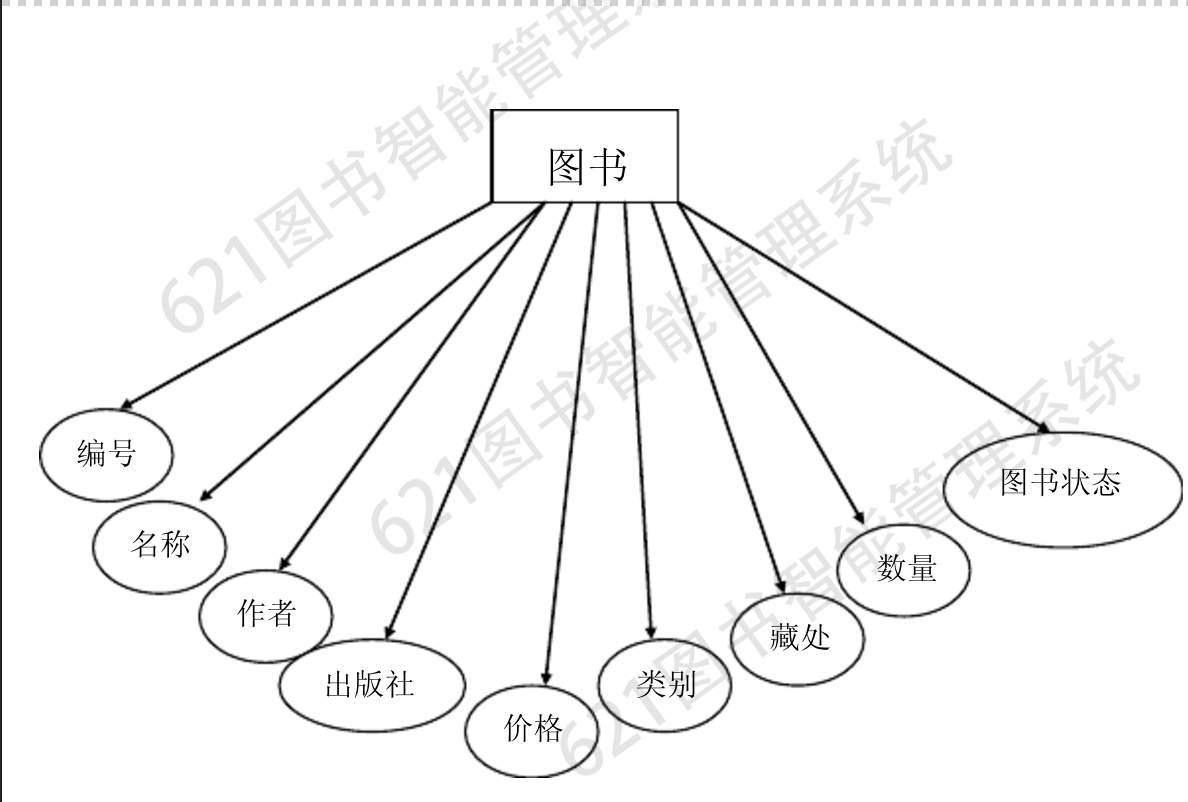 621图书智能管理系统
图书
621图书智能管理系统
621图书智能管理系统
编号
名称
作者
出版社
价格
类别
藏处
数量
图书状态